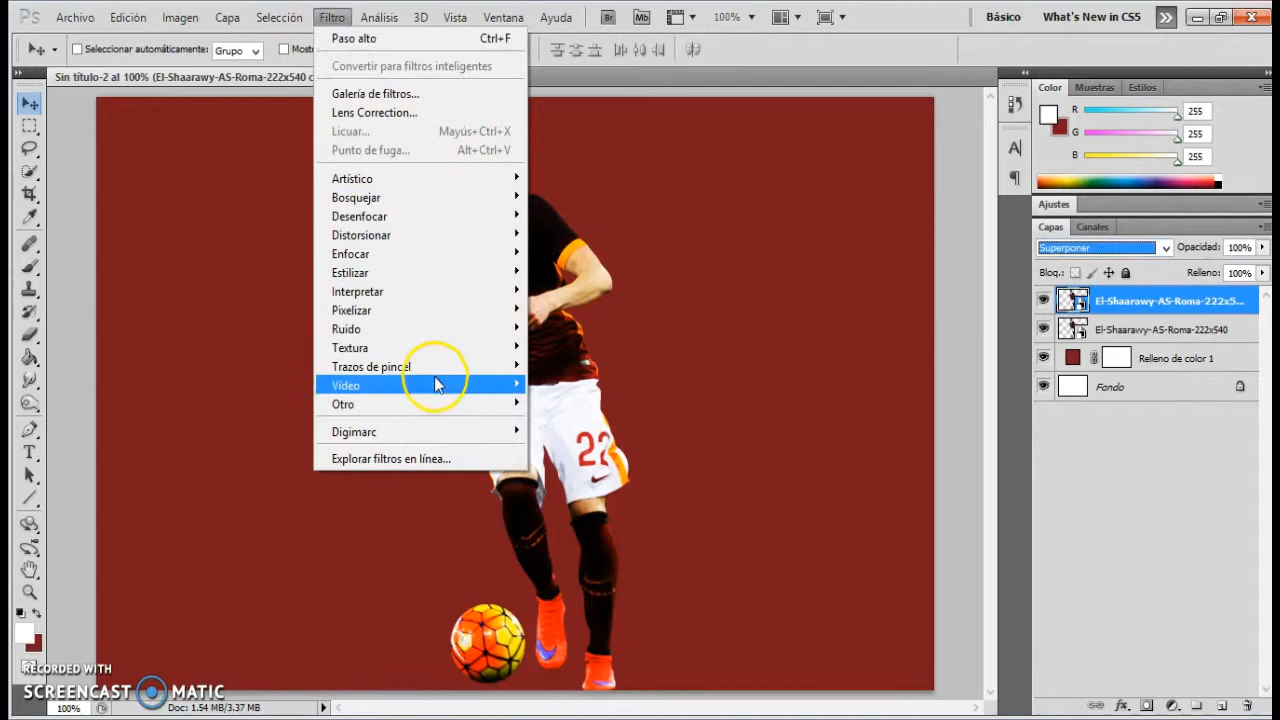 Ps Archivo Edición Imagen Capa Selección Filtro Análisis 3D Vista Ventana Ayuda Br Mb 100% Básico What's New in CS5
Seleccionar automáticamente: Grupo Most
Sin título-2 al 100% (El-Shaarawy-AS-Roma-222x540 c
Paso alto Ctrl+F
Convertir para filtros inteligentes
Galería de filtros...
Lens Correction...
Licuar... Mayús+Ctrl+X
Punto de fuga... Alt+Ctrl+V
Artístico
Bosquejar
Desenfocar
Distorsionar
Enfocar
Estilizar
Interpretar
Pixelizar
Ruido
Textura
Trazos de pincel
Vídeo
Otro
Digimarc
Explorar filtros en línea...
22
Color Muestras Estilos
R 255
G 255
B 255
Ajustes
Capas Canales
Superponer Opacidad: 100%
Bloq.: Relleno: 100%
El-Shaarawy-AS-Roma-222x5...
El-Shaarawy-AS-Roma-222x540
Relleno de color 1
Fondo
RECORDED WITH
SCREENCAST MATIC
100% Doc: 1.54 MB/3.37 MB